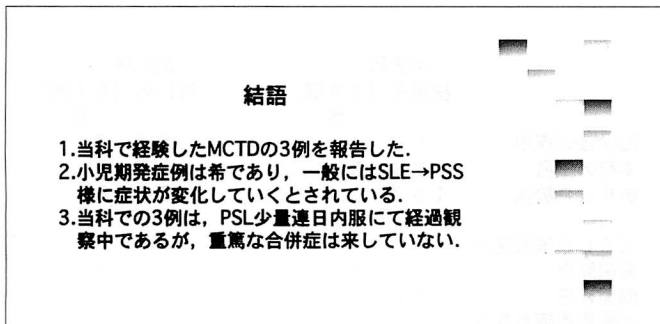 結語
1.当科で経験したMCTDの3例を報告した.
2.小児期発症例は希であり，一般にはSLE→PSS
様に症状が変化していくとされている.
3.当科での3例は，PSL少量連日内服にて経過観
察中であるが，重篤な合併症は来していない.